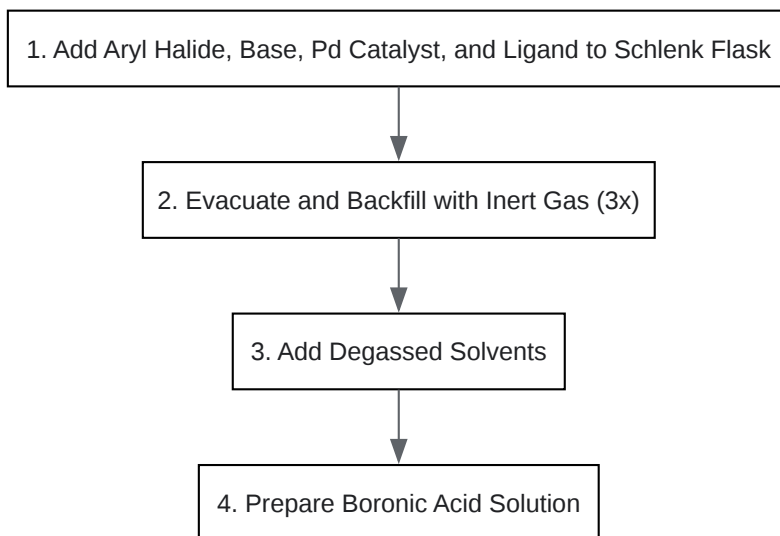 1. Add Aryl Halide, Base, Pd Catalyst, and Ligand to Schlenk Flask
2. Evacuate and Backfill with Inert Gas (3x)
3. Add Degassed Solvents
4. Prepare Boronic Acid Solution